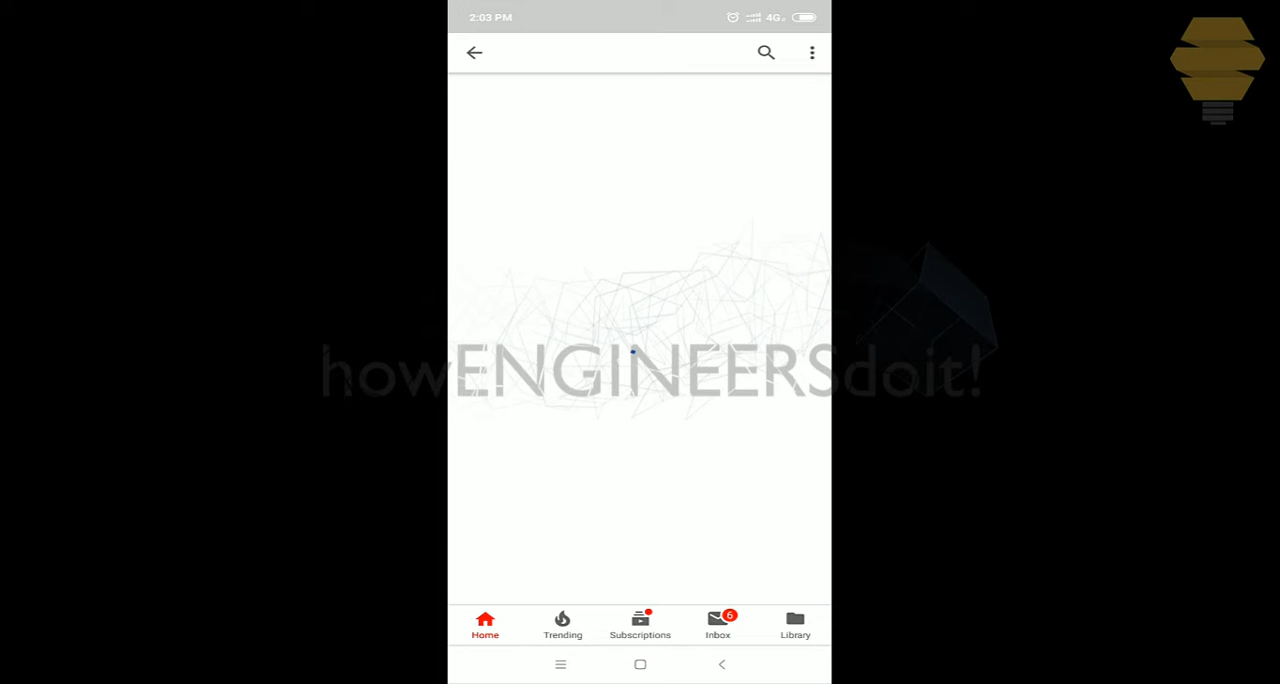 2:03 PM
4G
howENGINEERSdoit!
Home
Trending
Subscriptions
6
Inbox
Library